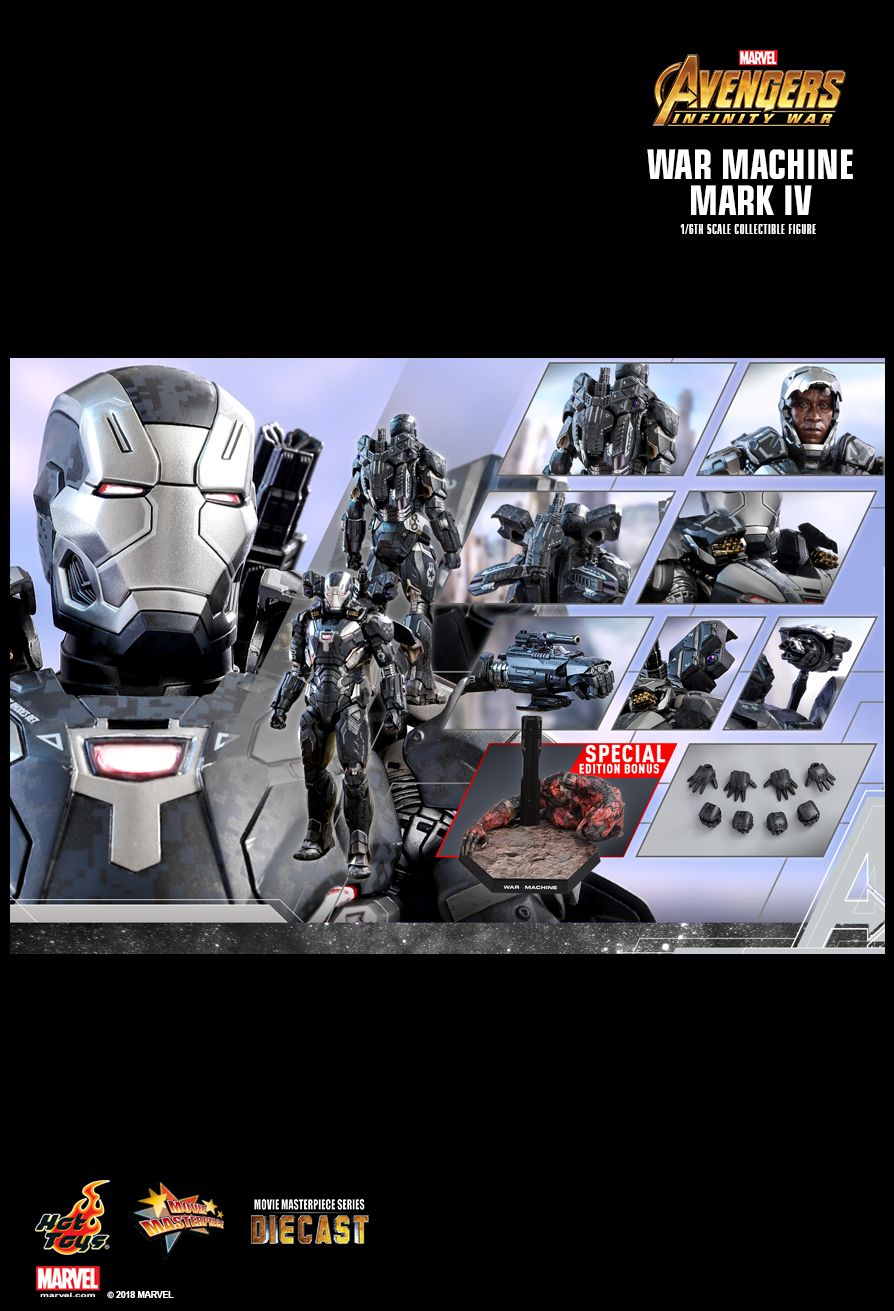 MARVEL
AVENGERS
INFINITY WAR
WAR MACHINE
MARK IV
1/6TH SCALE COLLECTIBLE FIGURE
SPECIAL
EDITION BONUS
WAR MACHINE
Hot Toys
MOVIE
MASTERPIECE
MOVIE MASTERPIECE SERIES
DIECAST
MARVEL
marvel.com
© 2018 MARVEL